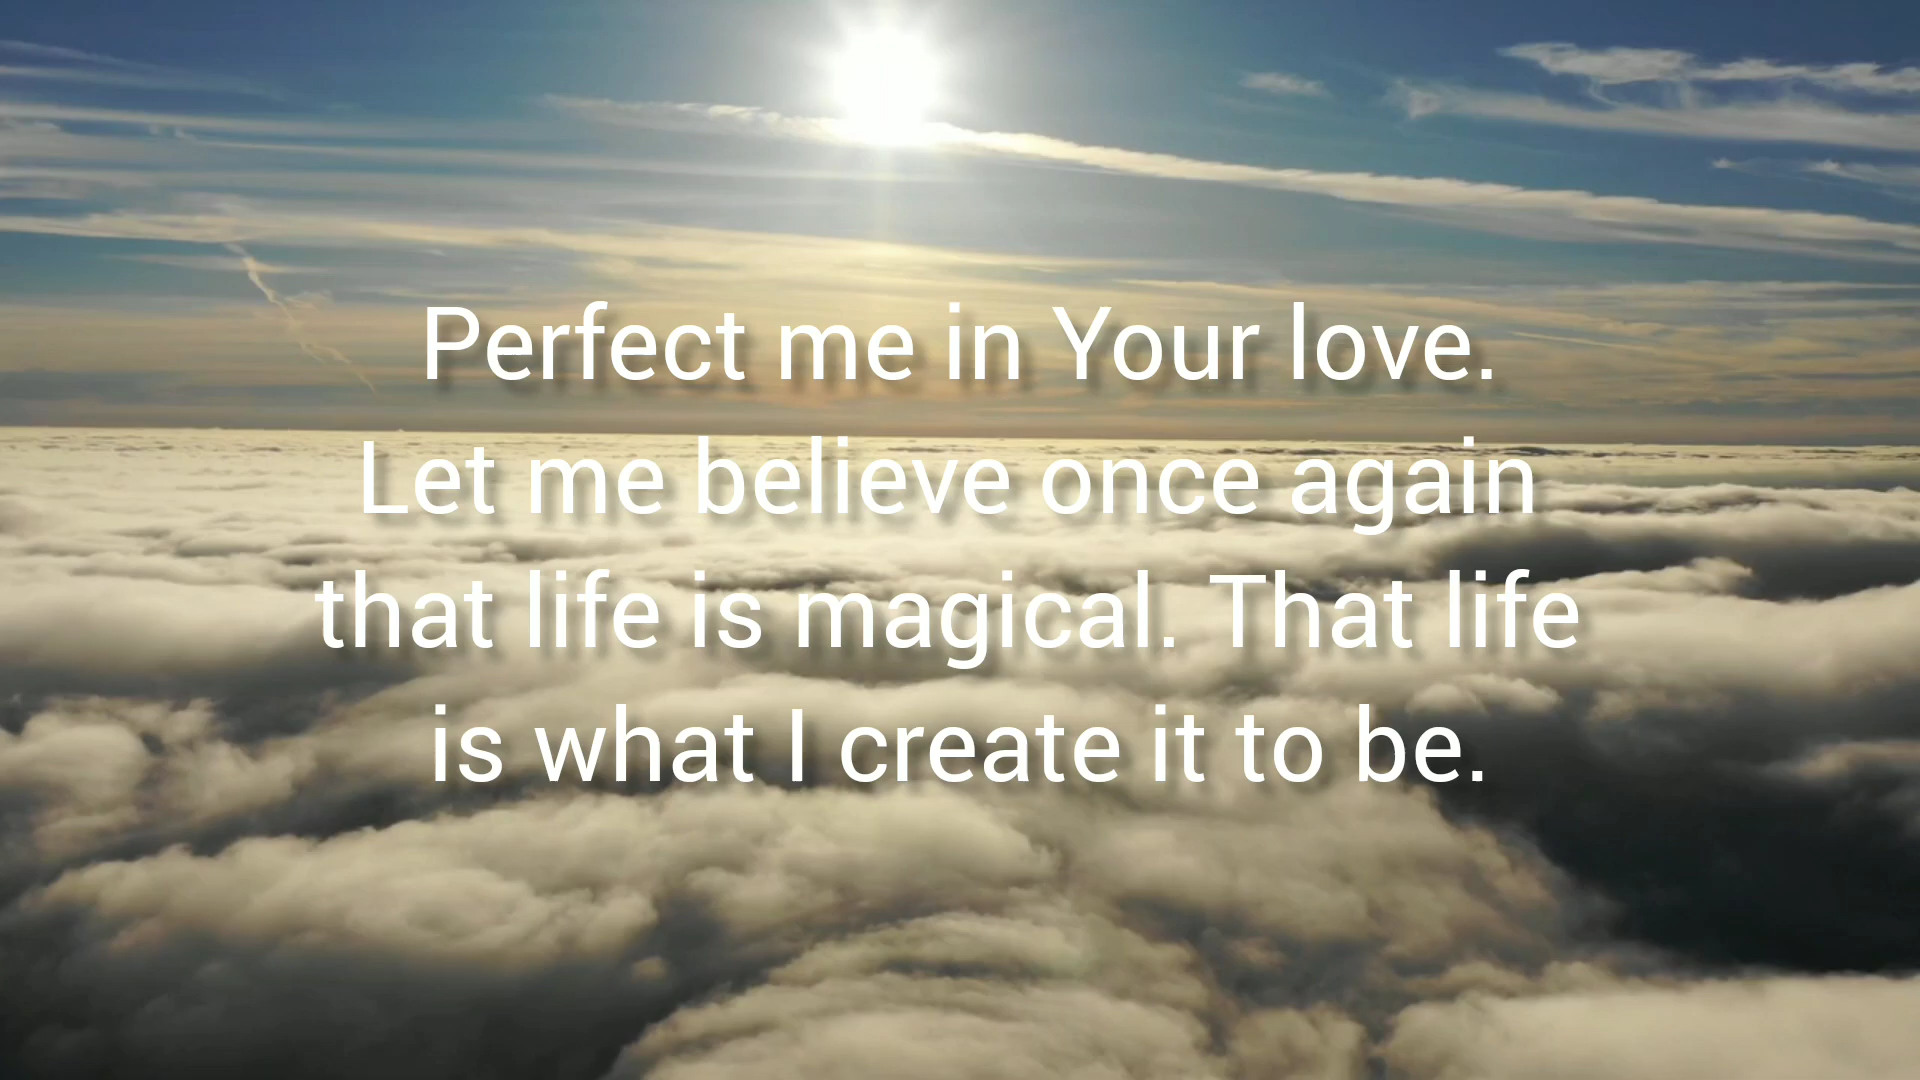 Perfect me in Your love.
Let me believe once again
that life is magical. That life
is what I create it to be.